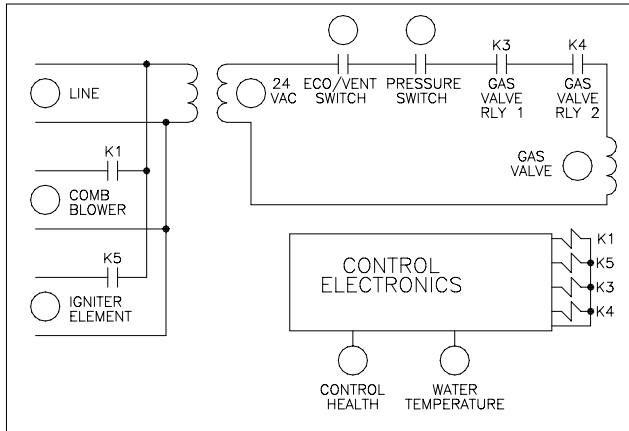 LINE
K1
COMB
BLOWER
K5
IGNITER
ELEMENT
24
VAC
ECO/VENT
SWITCH
PRESSURE
SWITCH
K3
GAS
VALVE
RLY 1
K4
GAS
VALVE
RLY 2
GAS
VALVE
CONTROL
ELECTRONICS
K1
K5
K3
K4
CONTROL
HEALTH
WATER
TEMPERATURE